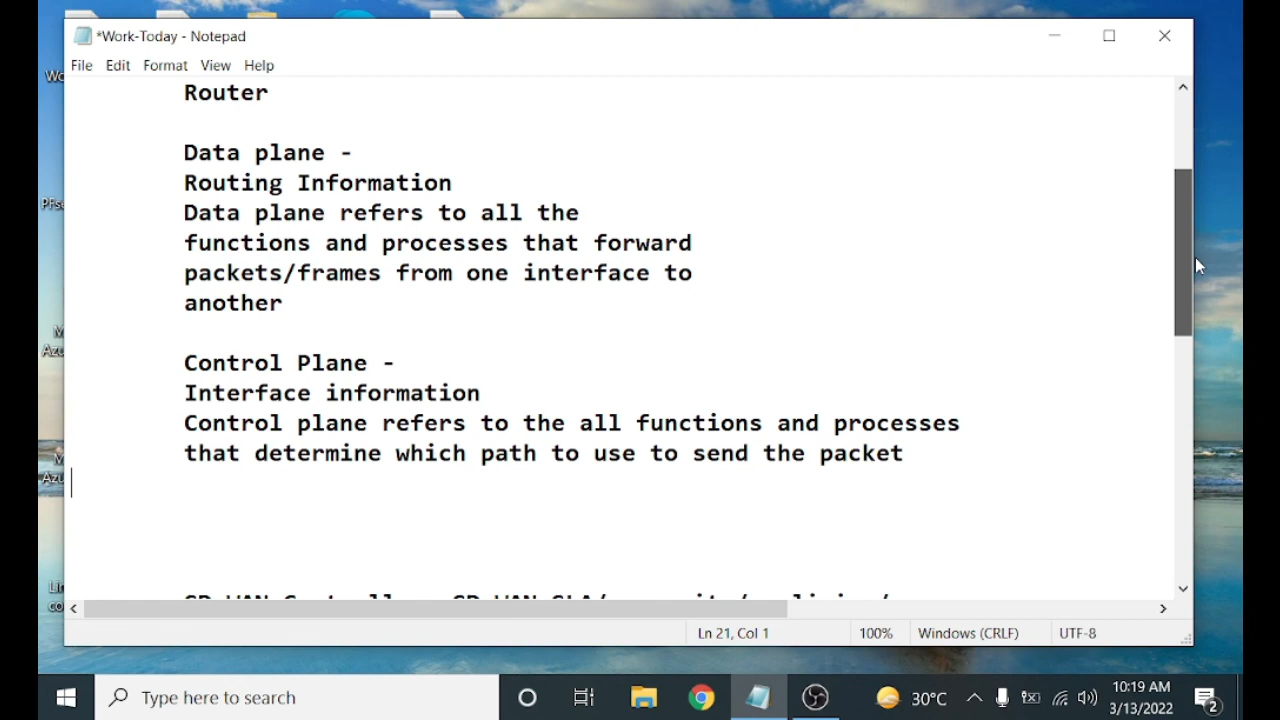 *Work-Today - Notepad
File Edit Format View Help
Router
Data plane -
Routing Information
Data plane refers to all the
functions and processes that forward
packets/frames from one interface to
another
Control Plane -
Interface information
Control plane refers to the all functions and processes
that determine which path to use to send the packet
Ln 21, Col 1 100% Windows (CRLF) UTF-8
Type here to search
30°C
10:19 AM
3/13/2022
2